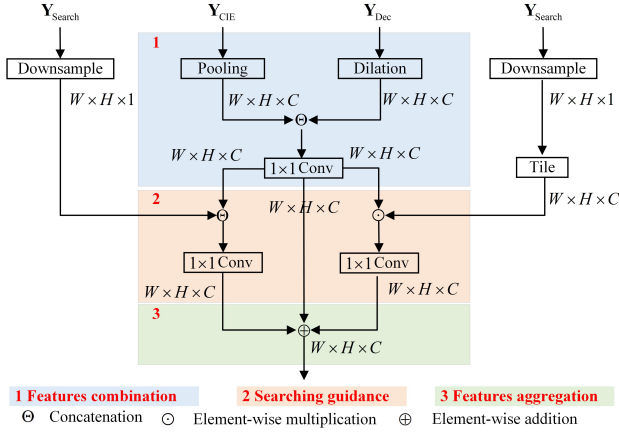 Y_Search Y_CIE Y_Dec Y_Search
1
Downsample Pooling Dilation Downsample
W × H × 1 W × H × C W × H × C W × H × 1
Θ
W × H × C W × H × C
1×1 Conv Tile
2 W × H × C W × H × C
Θ ⊙
1×1 Conv 1×1 Conv
W × H × C W × H × C
3
⊕
W × H × C
1 Features combination 2 Searching guidance 3 Features aggregation
Θ Concatenation ⊙ Element-wise multiplication ⊕ Element-wise addition